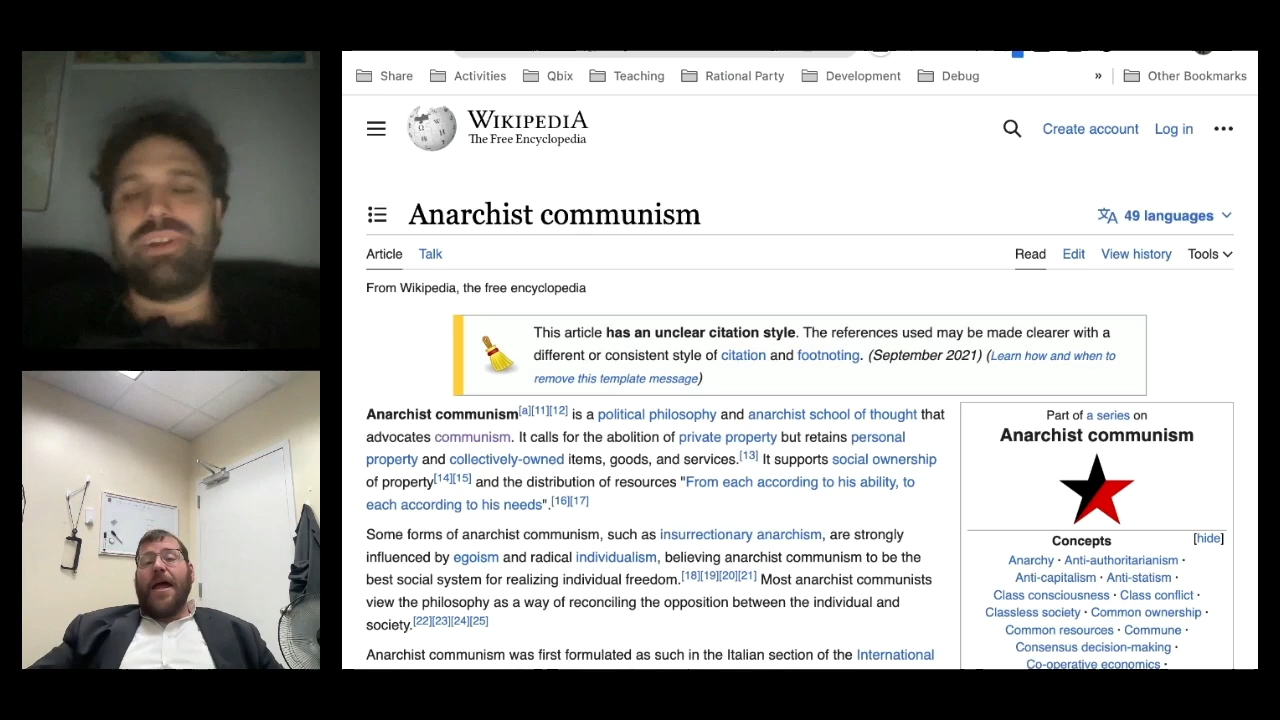 Share Activities Qbix Teaching Rational Party Development Debug » Other Bookmarks
WIKIPEDIA
The Free Encyclopedia
Create account Log in •••
Anarchist communism
49 languages
Article Talk
Read Edit View history Tools
From Wikipedia, the free encyclopedia
This article has an unclear citation style. The references used may be made clearer with a
different or consistent style of citation and footnoting. (September 2021) (Learn how and when to
remove this template message)
Anarchist communism[a][11][12] is a political philosophy and anarchist school of thought that
advocates communism. It calls for the abolition of private property but retains personal
property and collectively-owned items, goods, and services.[13] It supports social ownership
of property[14][15] and the distribution of resources "From each according to his ability, to
each according to his needs".[16][17]
Some forms of anarchist communism, such as insurrectionary anarchism, are strongly
influenced by egoism and radical individualism, believing anarchist communism to be the
best social system for realizing individual freedom.[18][19][20][21] Most anarchist communists
view the philosophy as a way of reconciling the opposition between the individual and
society.[22][23][24][25]
Anarchist communism was first formulated as such in the Italian section of the International
Part of a series on
Anarchist communism
Concepts [hide]
Anarchy · Anti-authoritarianism ·
Anti-capitalism · Anti-statism ·
Class consciousness · Class conflict ·
Classless society · Common ownership ·
Common resources · Commune ·
Consensus decision-making ·
Co-operative economics ·